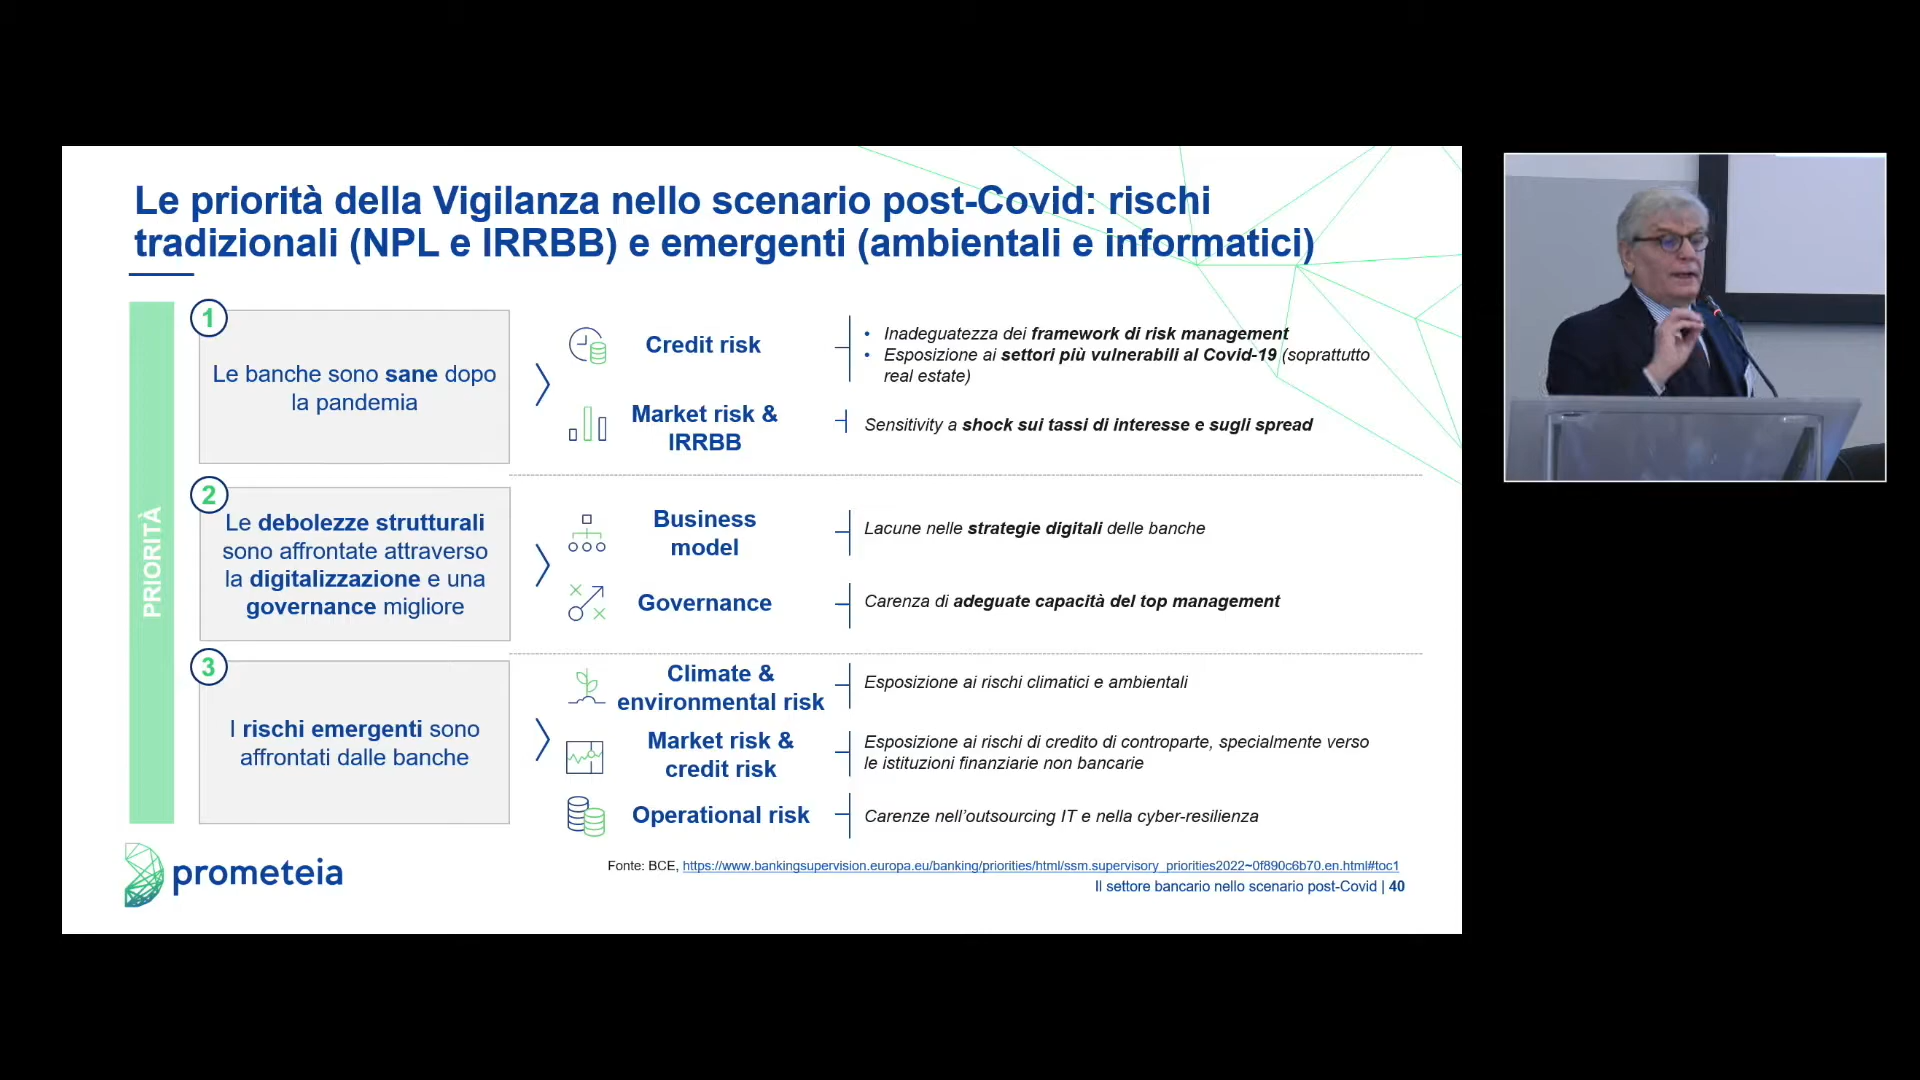 Le priorità della Vigilanza nello scenario post-Covid: rischi
tradizionali (NPL e IRRBB) e emergenti (ambientali e informatici)
PRIORITÀ
1
Le banche sono sane dopo
la pandemia
Credit risk
• Inadeguatezza dei framework di risk management
• Esposizione ai settori più vulnerabili al Covid-19 (soprattutto
real estate)
Market risk &
IRRBB
Sensitivity a shock sui tassi di interesse e sugli spread
2
Le debolezze strutturali
sono affrontate attraverso
la digitalizzazione e una
governance migliore
Business
model
Lacune nelle strategie digitali delle banche
Governance
Carenza di adeguate capacità del top management
3
I rischi emergenti sono
affrontati dalle banche
Climate &
environmental risk
Esposizione ai rischi climatici e ambientali
Market risk &
credit risk
Esposizione ai rischi di credito di controparte, specialmente verso
le istituzioni finanziarie non bancarie
Operational risk
Carenze nell'outsourcing IT e nella cyber-resilienza
prometeia
Fonte: BCE, https://www.bankingsupervision.europa.eu/banking/priorities/html/ssm.supervisory_priorities2022~0f890c6b70.en.html#toc1
Il settore bancario nello scenario post-Covid | 40